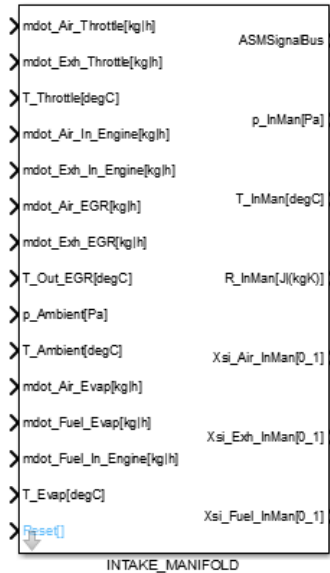 mdot_Air_Throttle[kg|h]
mdot_Exh_Throttle[kg|h]
T_Throttle[degC]
mdot_Air_In_Engine[kg|h]
mdot_Exh_In_Engine[kg|h]
mdot_Air_EGR[kg|h]
mdot_Exh_EGR[kg|h]
T_Out_EGR[degC]
p_Ambient[Pa]
T_Ambient[degC]
mdot_Air_Evap[kg|h]
mdot_Fuel_Evap[kg|h]
mdot_Fuel_In_Engine[kg|h]
T_Evap[degC]
Reset[]
ASMSignalBus
p_InMan[Pa]
T_InMan[degC]
R_InMan[J|(kgK)]
Xsi_Air_InMan[0_1]
Xsi_Exh_InMan[0_1]
Xsi_Fuel_InMan[0_1]
INTAKE_MANIFOLD